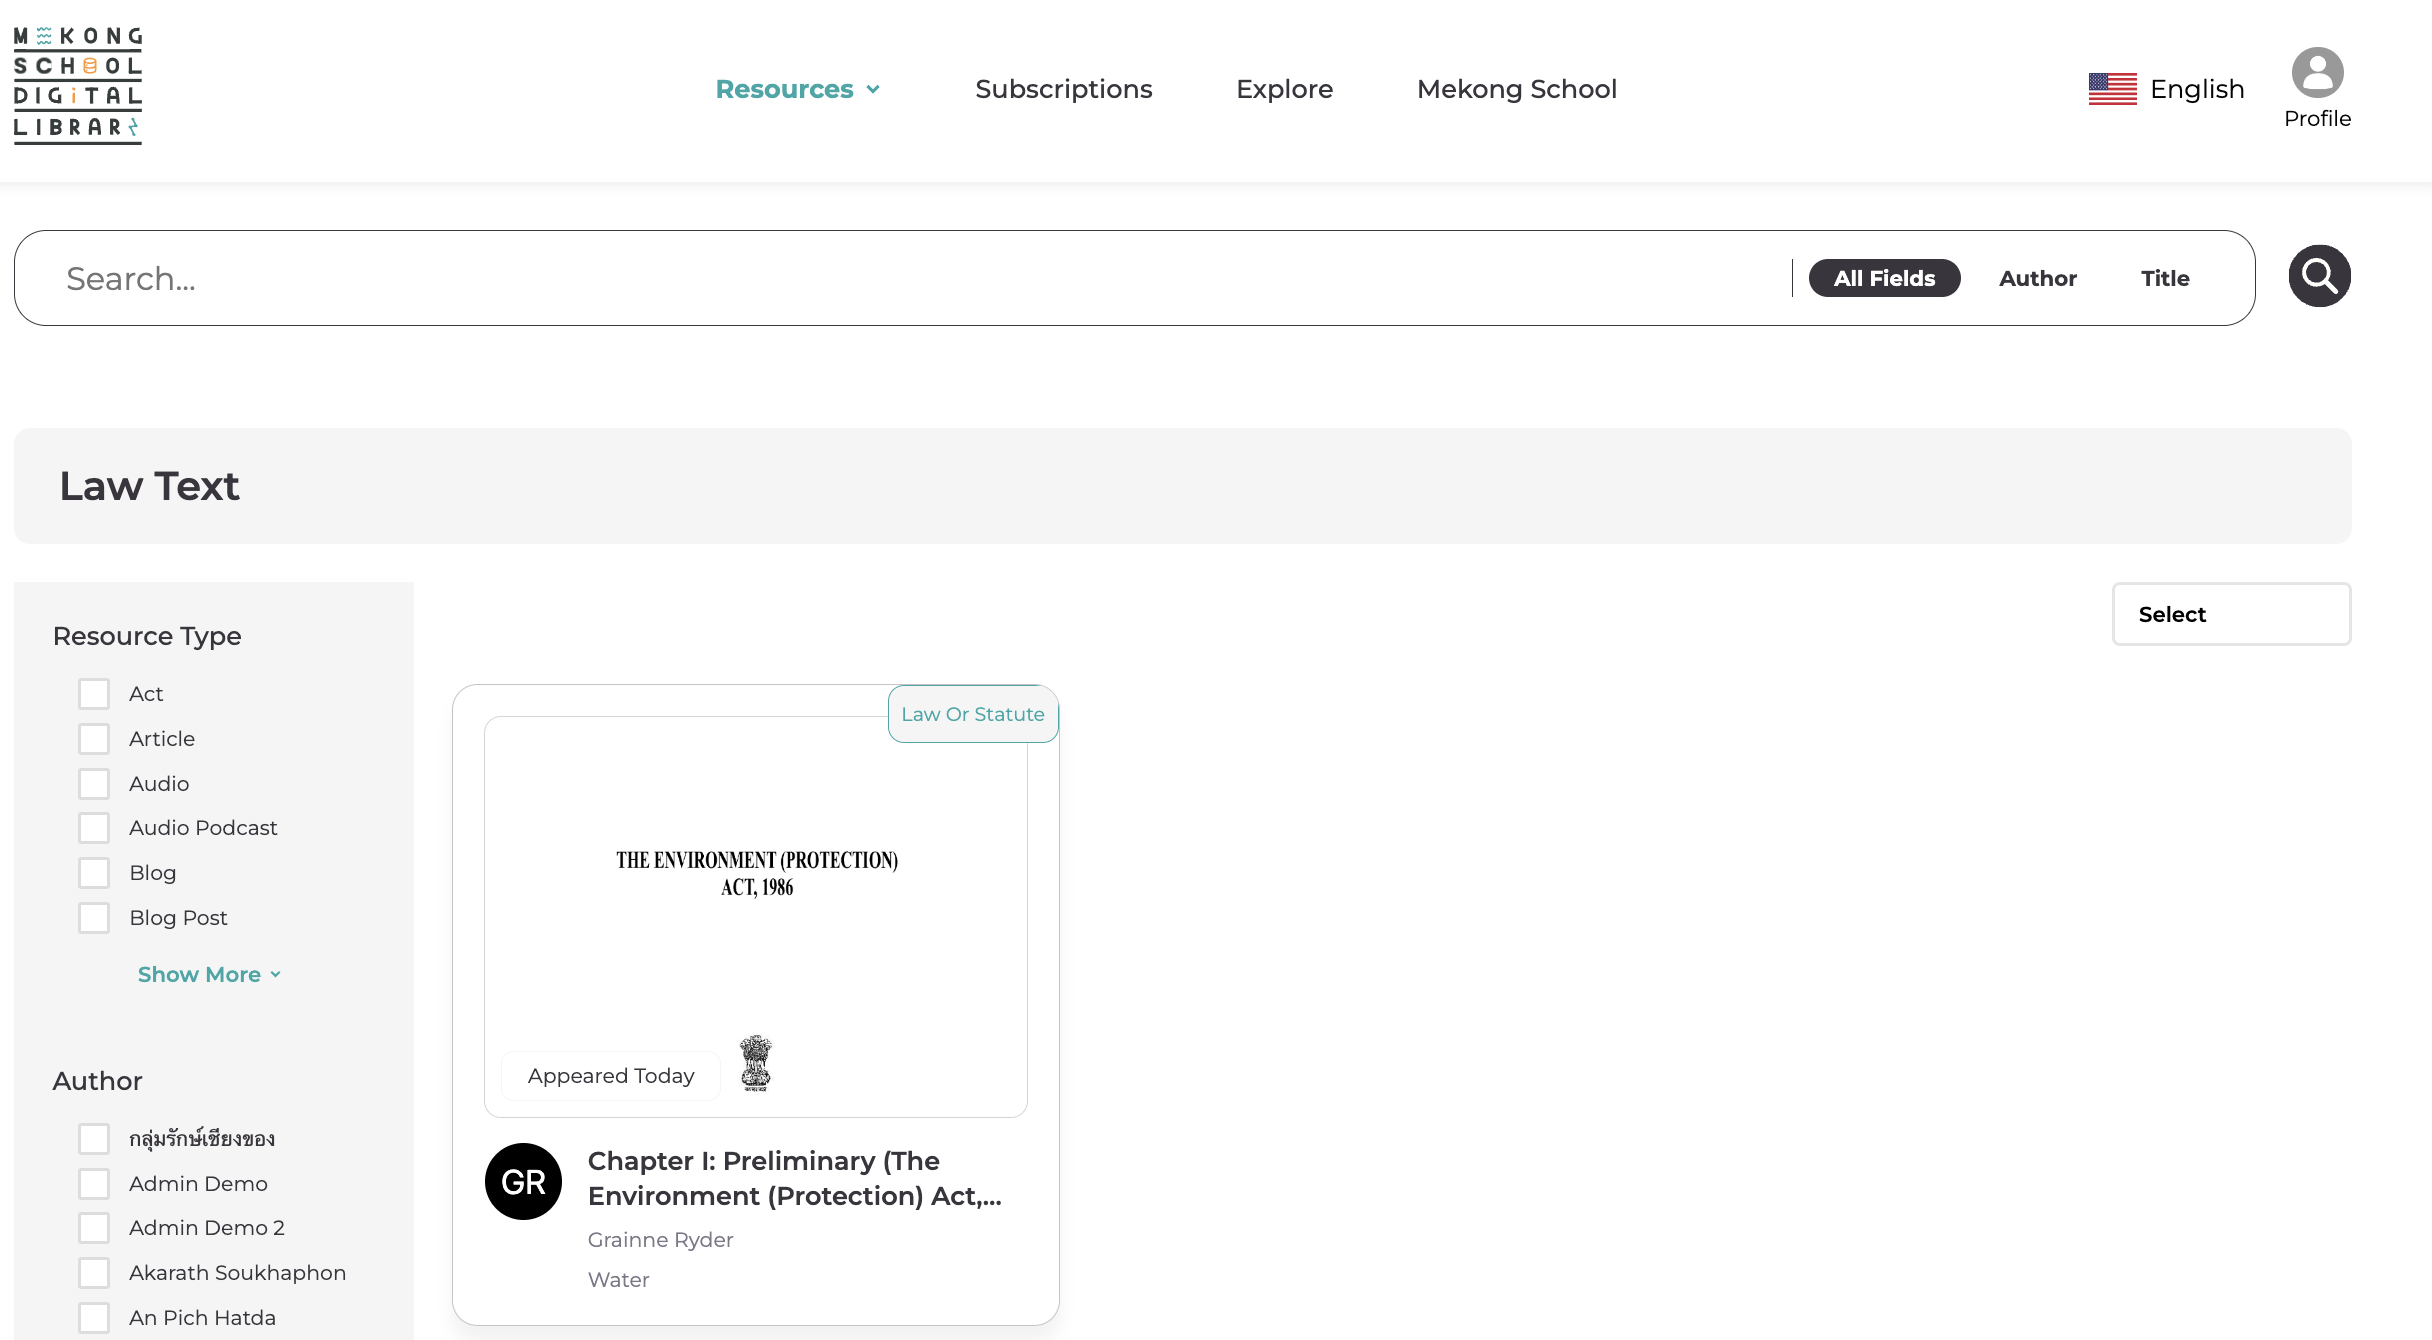 MEKONG
SCHOOL
DIGITAL
LIBRARY
Resources
Subscriptions
Explore
Mekong School
English
Profile
Search...
All Fields
Author
Title
Law Text
Select
Resource Type
Act
Article
Audio
Audio Podcast
Blog
Blog Post
Show More
Author
กลุ่มรักษ์เชียงของ
Admin Demo
Admin Demo 2
Akarath Soukhaphon
An Pich Hatda
Law Or Statute
THE ENVIRONMENT (PROTECTION)
ACT, 1986
Appeared Today
GR
Chapter I: Preliminary (The
Environment (Protection) Act,...
Grainne Ryder
Water